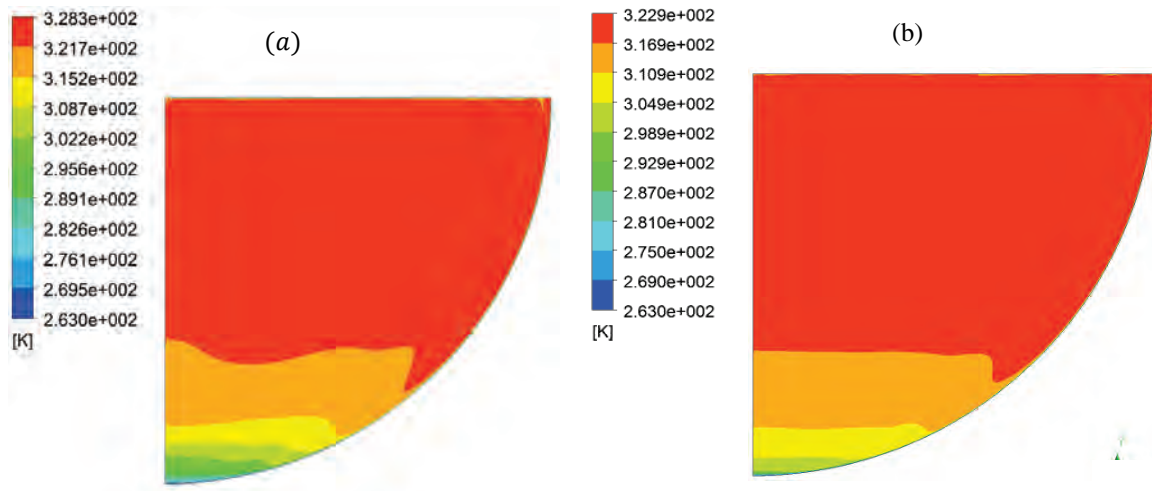 3.283e+002
3.217e+002
3.152e+002
3.087e+002
3.022e+002
2.956e+002
2.891e+002
2.826e+002
2.761e+002
2.695e+002
2.630e+002
[K]
(a)
3.229e+002
3.169e+002
3.109e+002
3.049e+002
2.989e+002
2.929e+002
2.870e+002
2.810e+002
2.750e+002
2.690e+002
2.630e+002
[K]
(b)